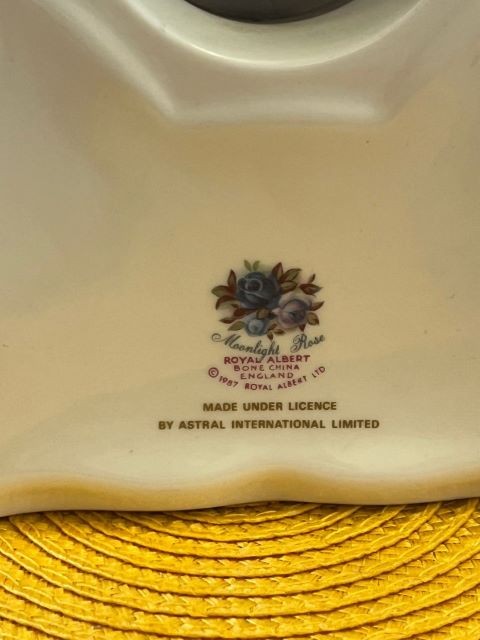 Moonlight Rose
ROYAL ALBERT
BONE CHINA
ENGLAND
© 1987 ROYAL ALBERT LTD
MADE UNDER LICENCE
BY ASTRAL INTERNATIONAL LIMITED